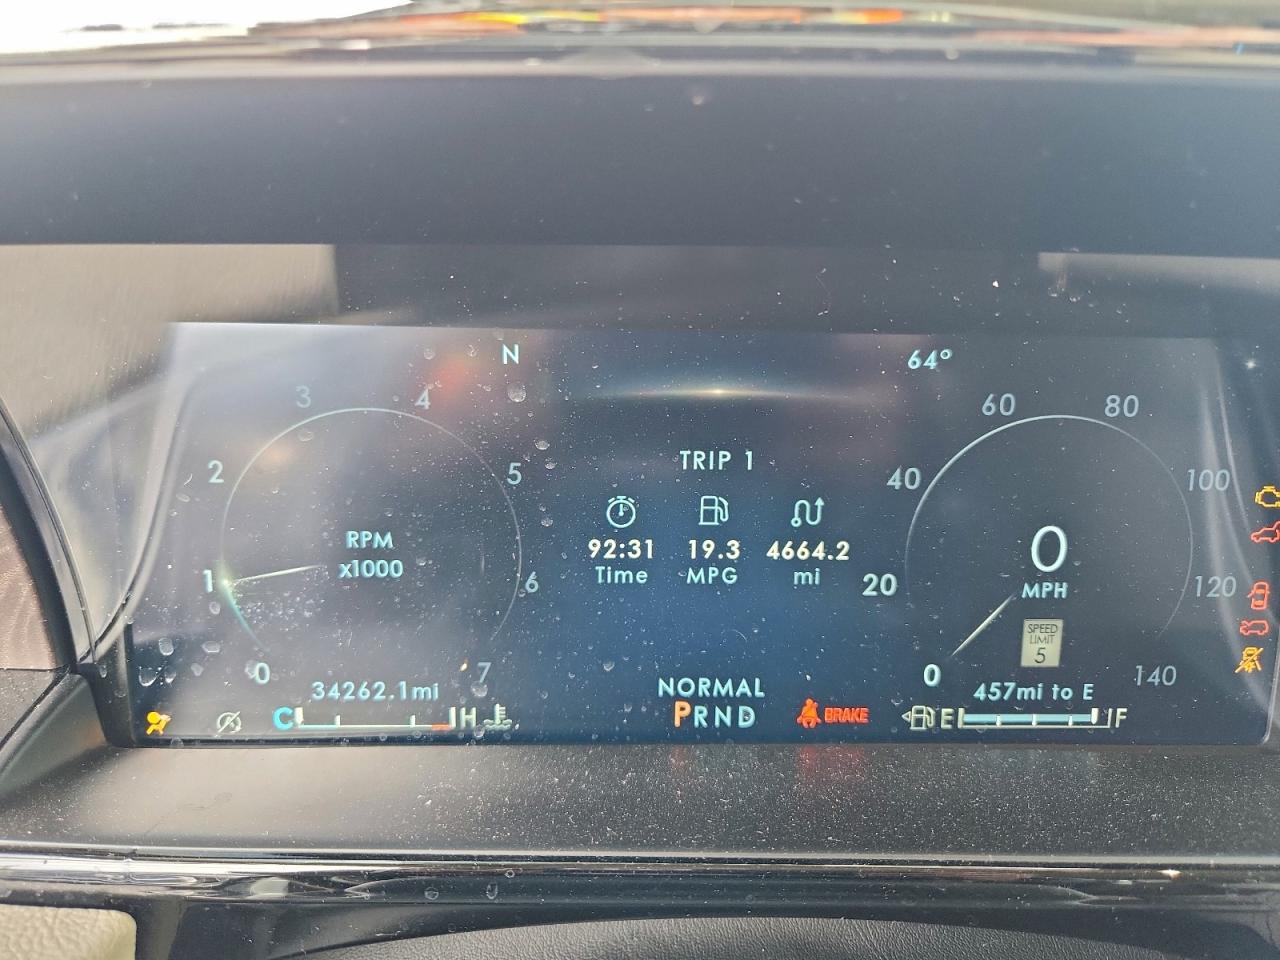 N
64°
3
4
2
5
RPM
x1000
1
6
0
7
34262.1mi
C
H
TRIP 1
92:31
19.3
4664.2
Time
MPG
mi
NORMAL
PRND
BRAKE
60
80
40
100
0
MPH
20
120
SPEED
LIMIT
5
0
140
457mi to E
E
F